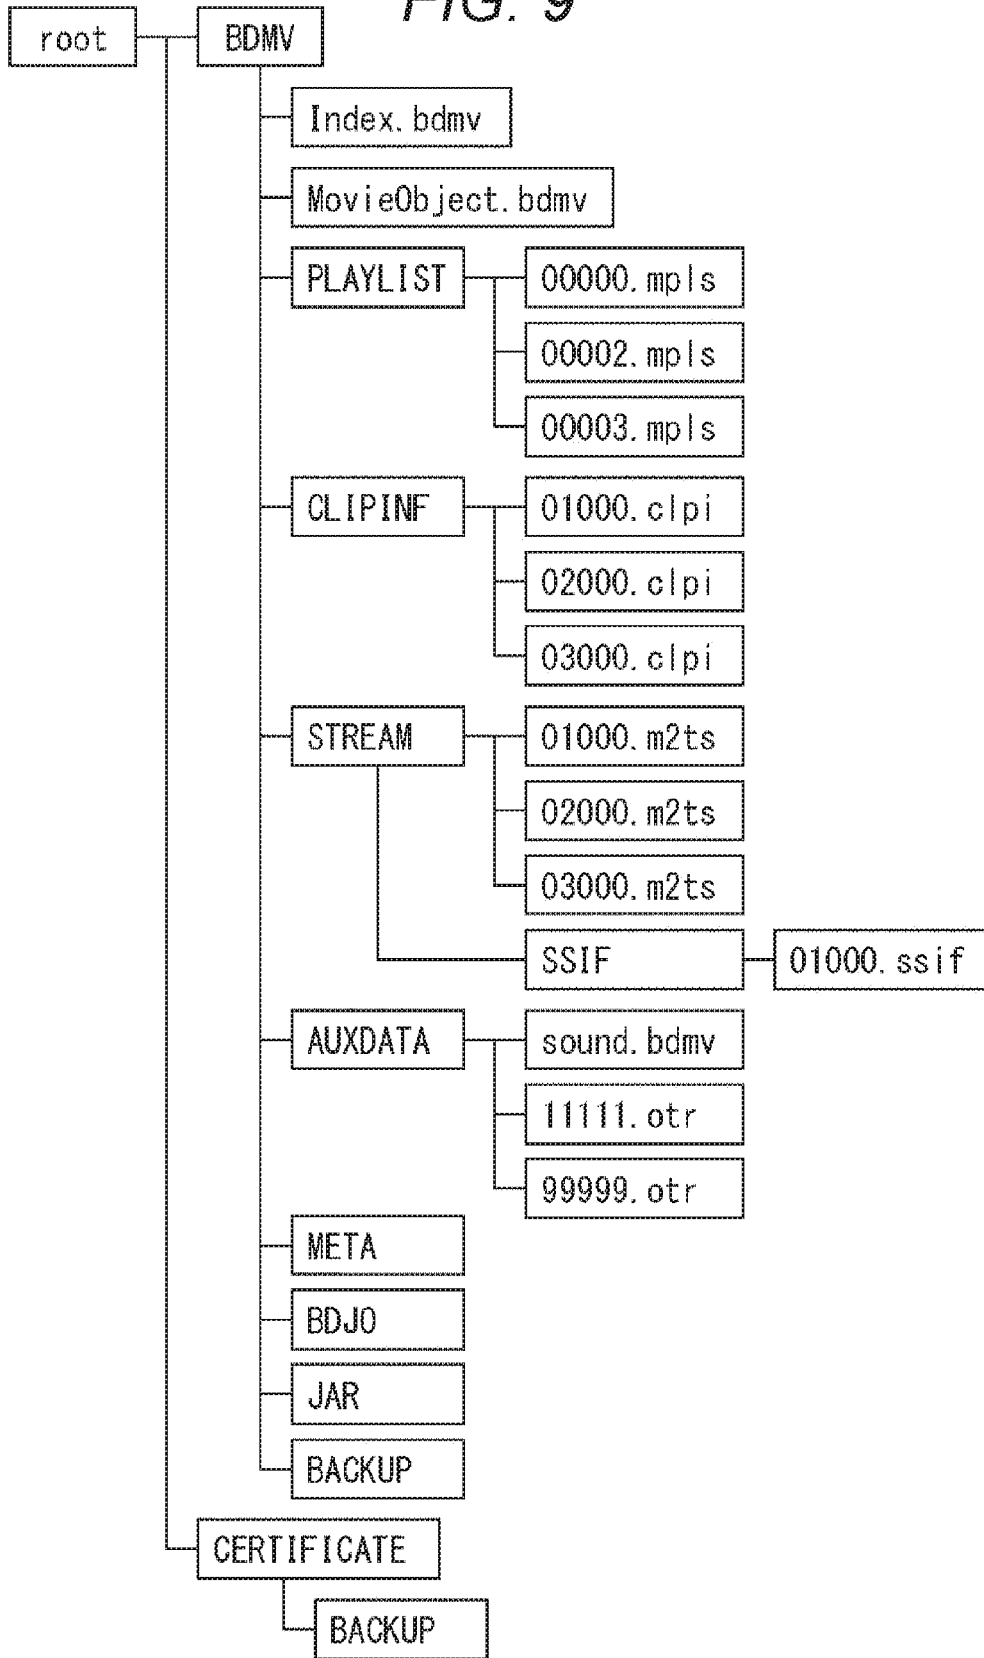 FIG. 9
root BDMV
Index.bdmv
MovieObject.bdmv
PLAYLIST 00000.mpls
00002.mpls
00003.mpls
CLIPINF 01000.clpi
02000.clpi
03000.clpi
STREAM 01000.m2ts
02000.m2ts
03000.m2ts
SSIF 01000.ssif
AUXDATA sound.bdmv
11111.otr
99999.otr
META
BDJO
JAR
BACKUP
CERTIFICATE
BACKUP